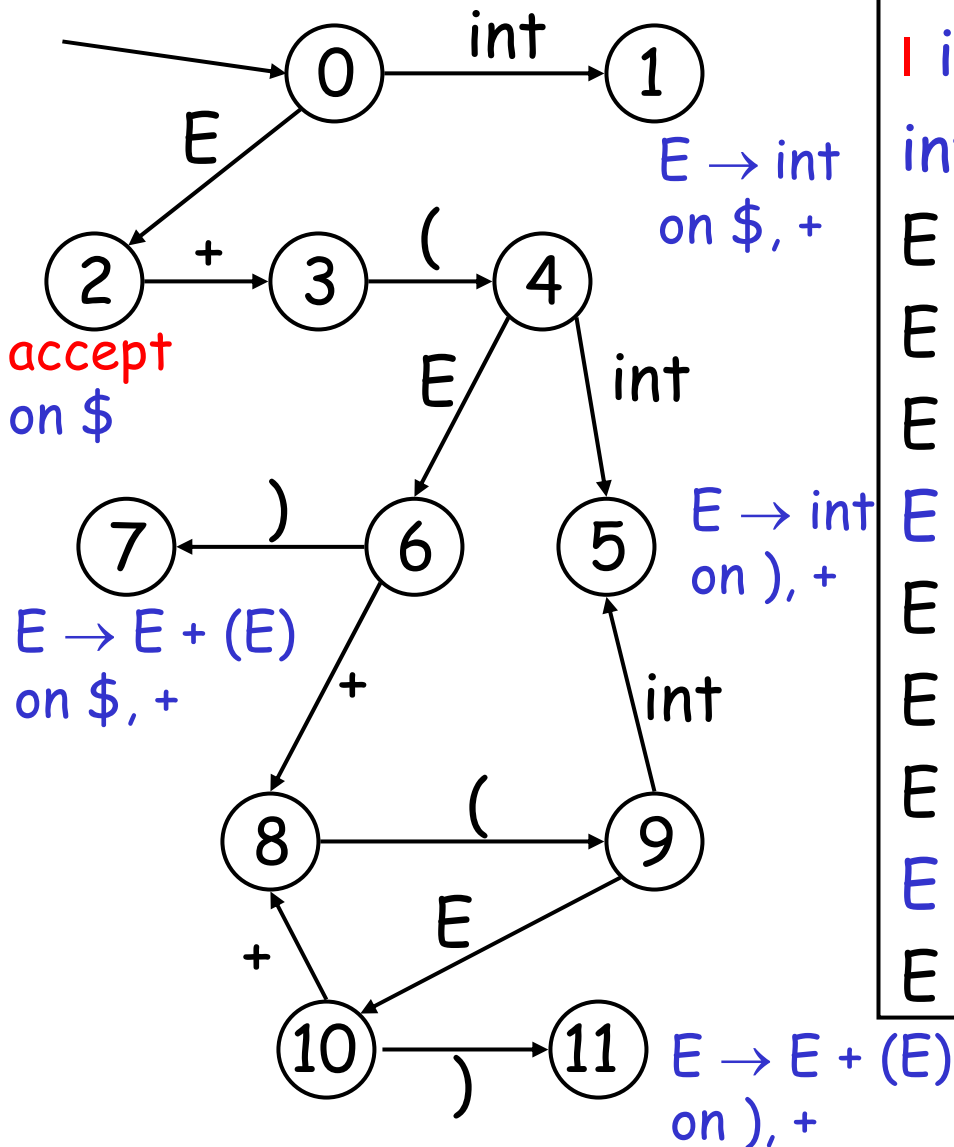 0 int 1
E
E → int
on $, +
2 + 3 ( 4
accept
on $
E int
7 ) 6 5
E → int
on ), +
E → E + (E)
on $, +
+ int
8 ( 9
E
+
10 ) 11
E → E + (E)
on ), +
I
E
E
E
E
E
E
E
E
E